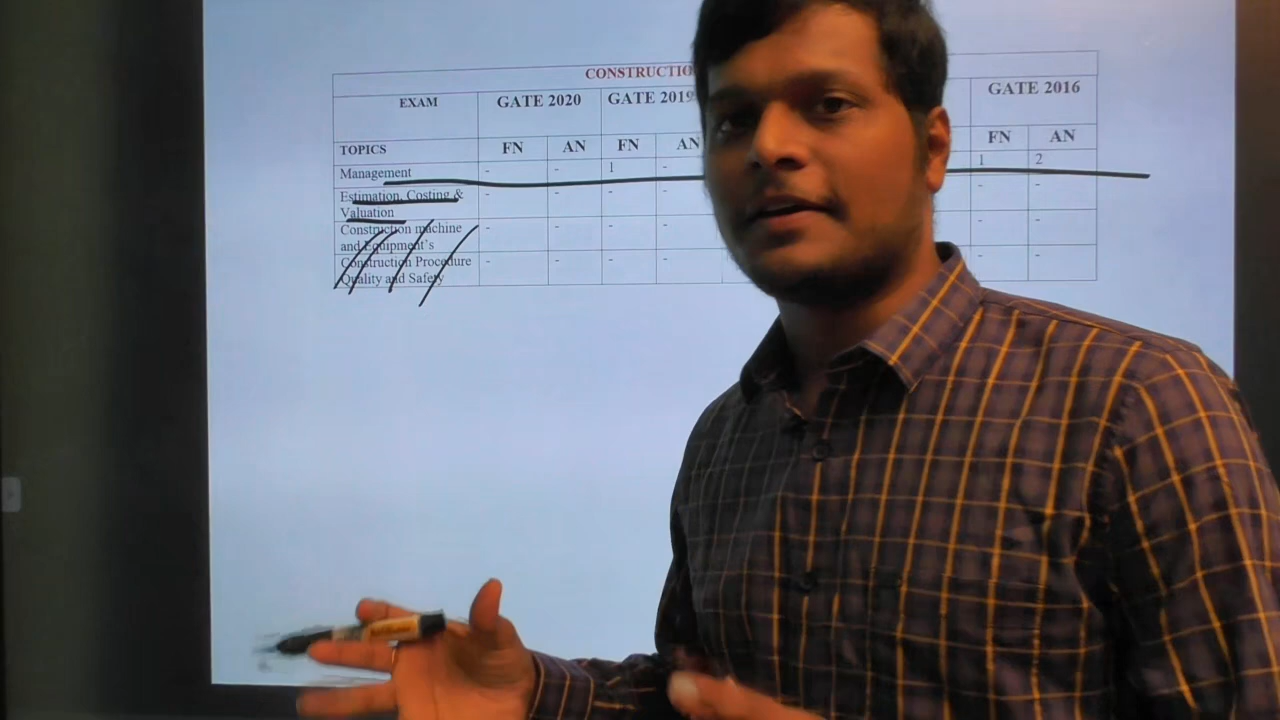 CONSTRUCTIO
EXAM GATE 2020 GATE 2019 GATE 2016
TOPICS FN AN FN AN FN AN
Management - - 1 - 1 2
Estimation, Costing & - - - - - -
Valuation
Construction machine - - - - - -
and Equipment's
Construction Procedure - - - - - -
Quality and Safety